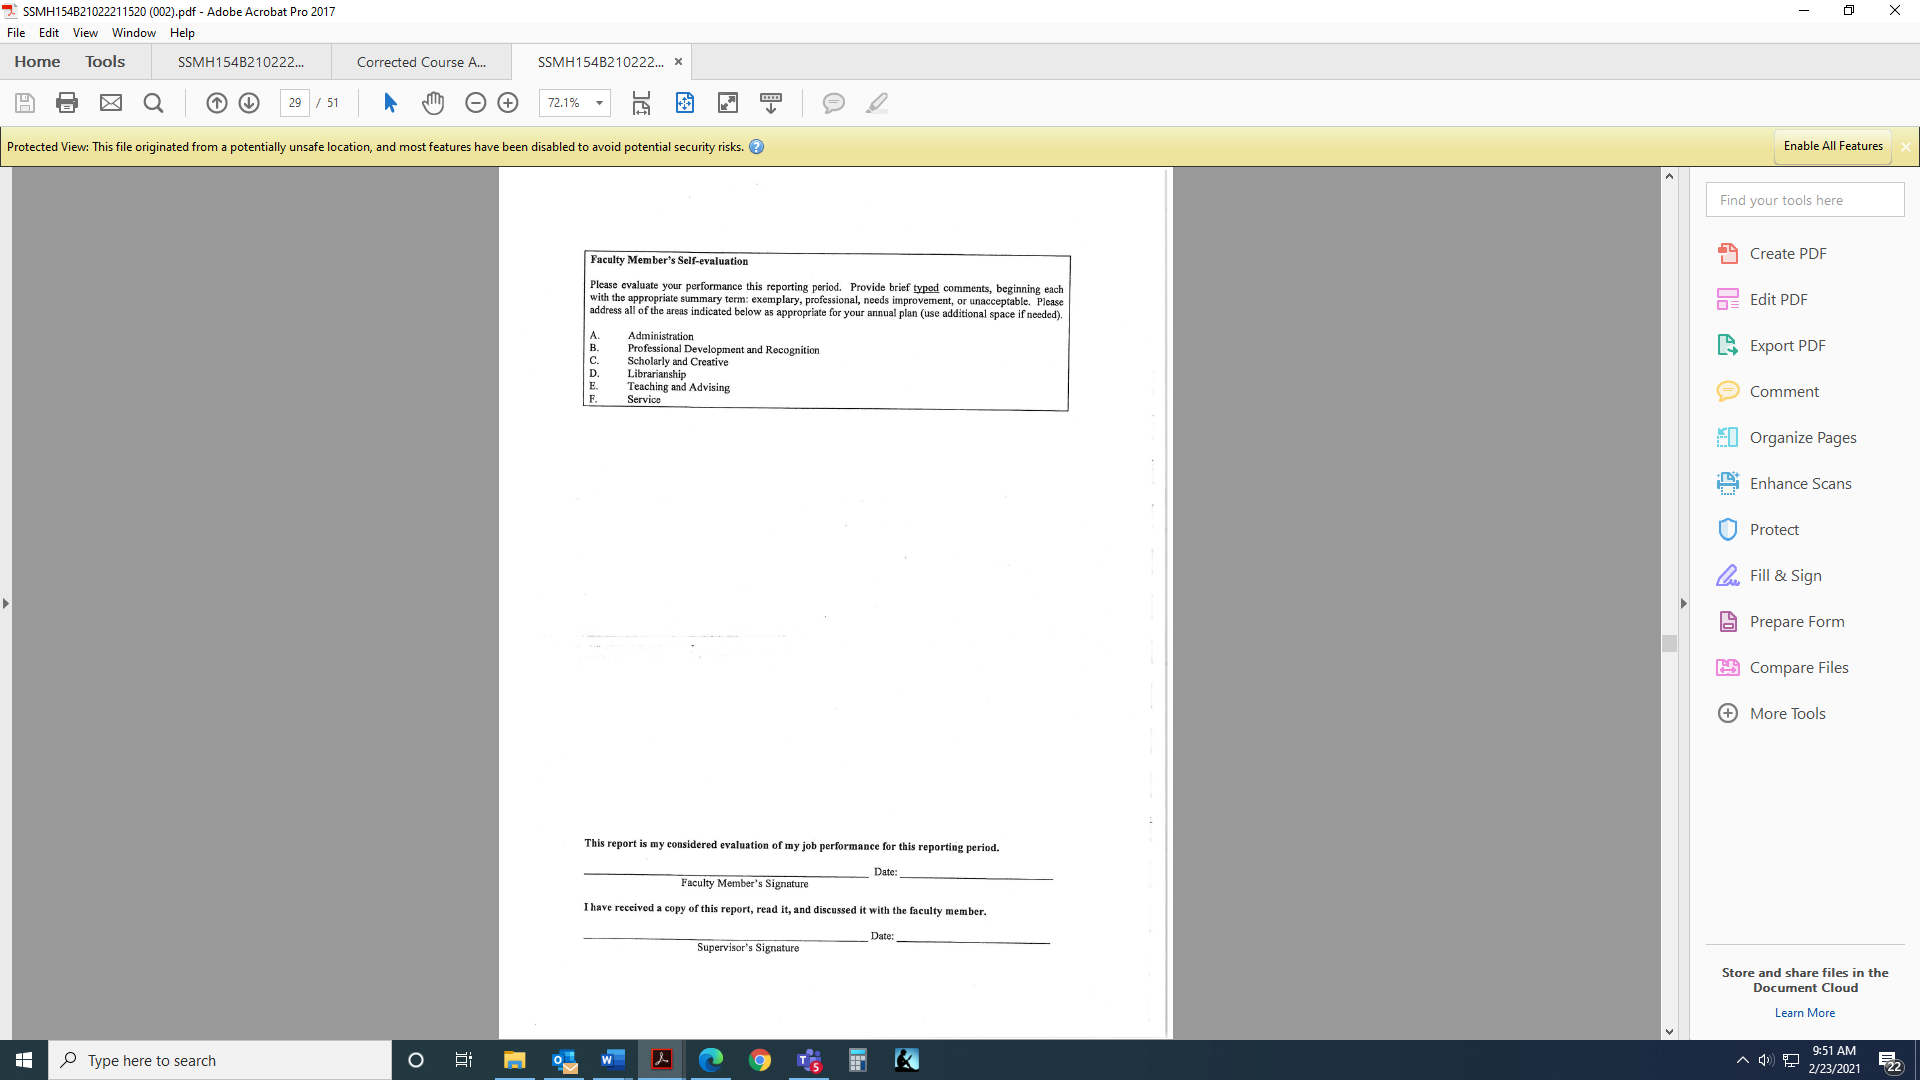 SSMH154B21022211520 (002).pdf - Adobe Acrobat Pro 2017
File Edit View Window Help
Home Tools SSMH154B210222... Corrected Course A... SSMH154B210222...
29 / 51 72.1%
Protected View: This file originated from a potentially unsafe location, and most features have been disabled to avoid potential security risks. Enable All Features
Faculty Member's Self-evaluation
Please evaluate your performance this reporting period. Provide brief typed comments, beginning each
with the appropriate summary term: exemplary, professional, needs improvement, or unacceptable. Please
address all of the areas indicated below as appropriate for your annual plan (use additional space if needed).
A. Administration
B. Professional Development and Recognition
C. Scholarly and Creative
D. Librarianship
E. Teaching and Advising
F. Service
This report is my considered evaluation of my job performance for this reporting period.
Date:
Faculty Member's Signature
I have received a copy of this report, read it, and discussed it with the faculty member.
Date:
Supervisor's Signature
Find your tools here
Create PDF
Edit PDF
Export PDF
Comment
Organize Pages
Enhance Scans
Protect
Fill & Sign
Prepare Form
Compare Files
More Tools
Store and share files in the
Document Cloud
Learn More
Type here to search
5
9:51 AM
2/23/2021
22